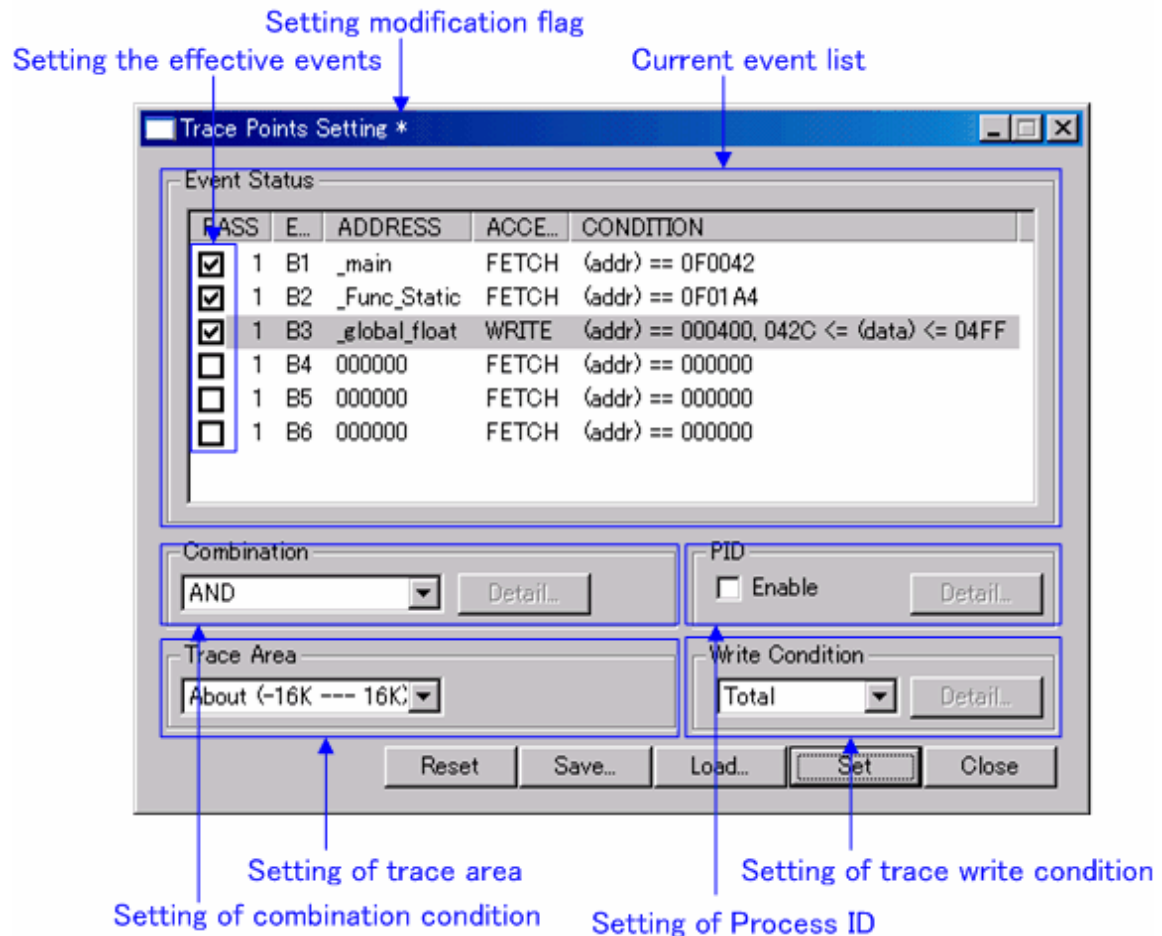 Setting modification flag
Setting the effective events
Current event list
Trace Points Setting *
Event Status
PASS E... ADDRESS ACCE... CONDITION
1 B1 _main FETCH (addr) == 0F0042
1 B2 _Func_Static FETCH (addr) == 0F01A4
1 B3 _global_float WRITE (addr) == 000400, 042C <= (data) <= 04FF
1 B4 000000 FETCH (addr) == 000000
1 B5 000000 FETCH (addr) == 000000
1 B6 000000 FETCH (addr) == 000000
Combination PID
AND Detail... Enable Detail...
Trace Area Write Condition
About (-16K --- 16K) Total Detail...
Reset Save... Load... Set Close
Setting of trace area Setting of trace write condition
Setting of combination condition Setting of Process ID